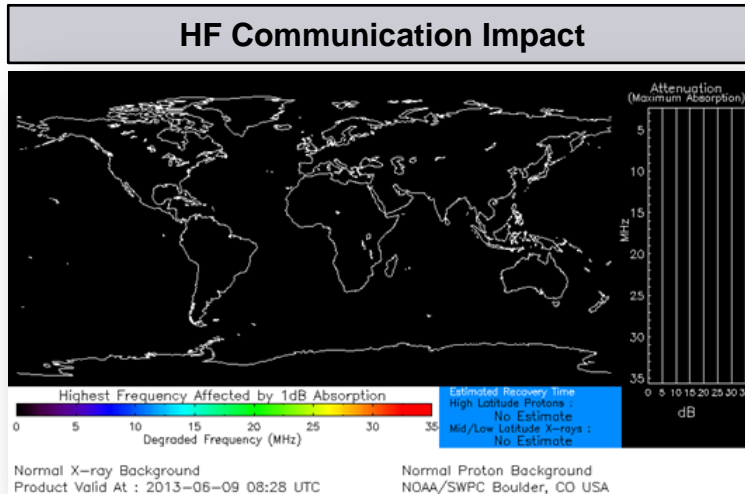 HF Communication Impact
Attenuation
(Maximum Absorption)
5
10
15
20
25
30
35
MHz
0 5 10 15 20 25 30
dB
Highest Frequency Affected by 1dB Absorption
0 5 10 15 20 25 30 35
Degraded Frequency (MHz)
Estimated Recovery Time
High Latitude Protons :
No Estimate
Mid/Low Latitude X-rays :
No Estimate
Normal X-ray Background
Product Valid At : 2013-06-09 08:28 UTC
Normal Proton Background
NOAA/SWPC Boulder, CO USA